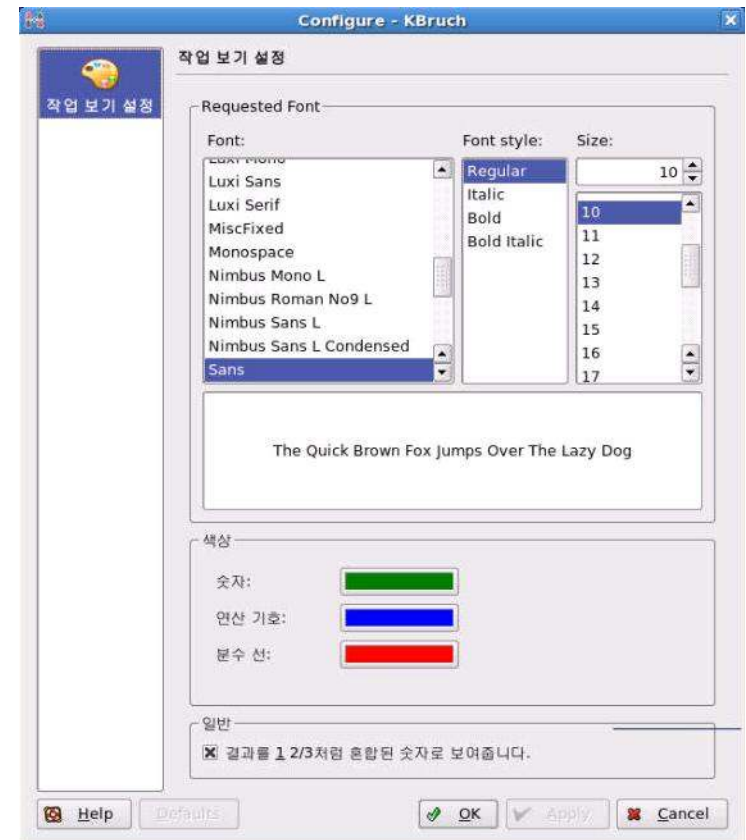 Configure - KBruch
작업 보기 설정
작업 보기 설정
Requested Font
Font:
Font style:
Size:
Luxi Mono
Luxi Sans
Luxi Serif
MiscFixed
Monospace
Nimbus Mono L
Nimbus Roman No9 L
Nimbus Sans L
Nimbus Sans L Condensed
Sans
Regular
Italic
Bold
Bold Italic
10
10
11
12
13
14
15
16
17
The Quick Brown Fox Jumps Over The Lazy Dog
색상
숫자:
연산 기호:
분수 선:
일반
결과를 1 2/3처럼 혼합된 숫자로 보여줍니다.
Help
Defaults
OK
Apply
Cancel